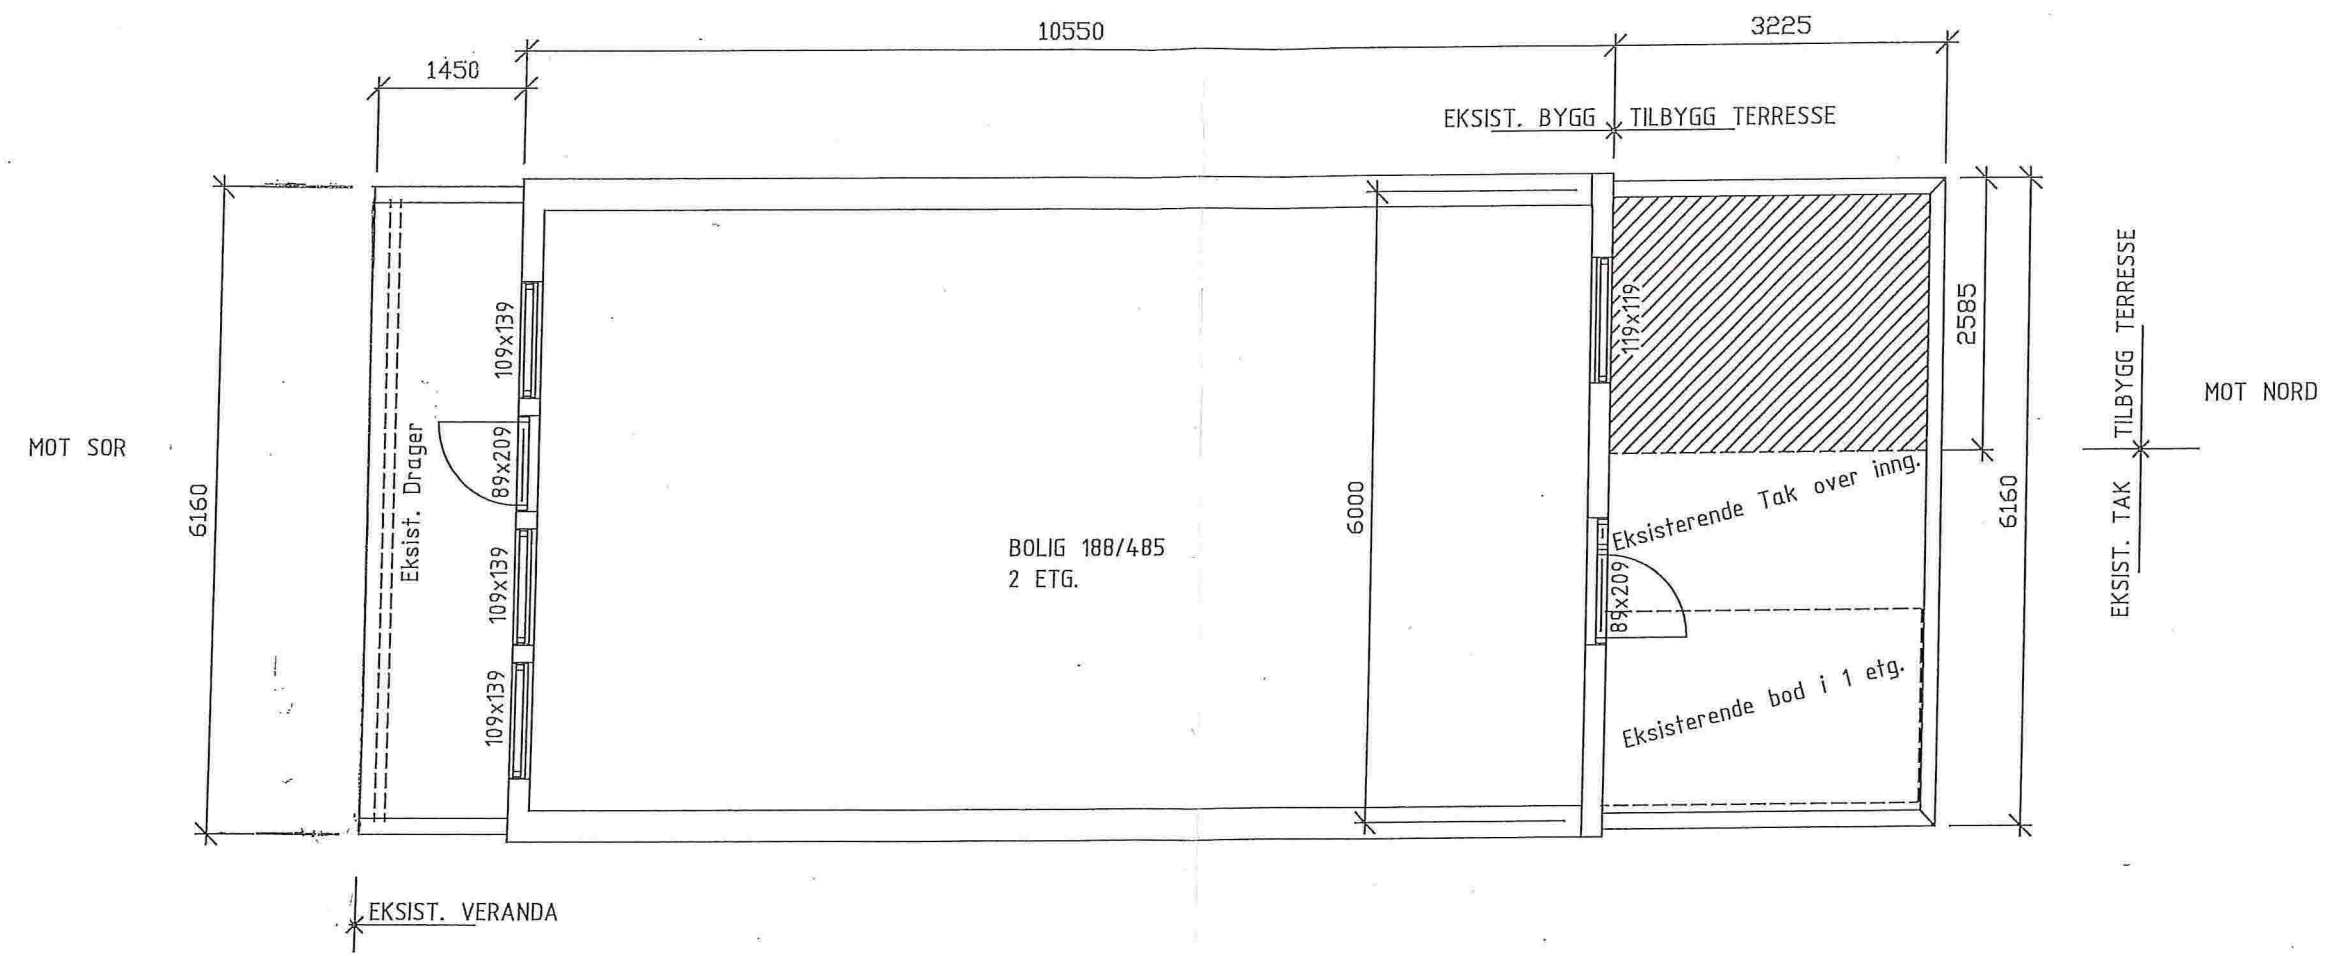 10550
3225
1450
EKSIST. BYGG
TILBYGG TERRESSE
109x139
119x119
2585
TILBYGG TERRESSE
MOT NORD
MOT SOR
6160
Eksist. Drager
89x209
6000
Eksisterende Tak over inng.
6160
EKSIST. TAK
BOLIG 188/485
2 ETG.
109x139
89x209
109x139
Eksisterende bod i 1 etg.
EKSIST. VERANDA